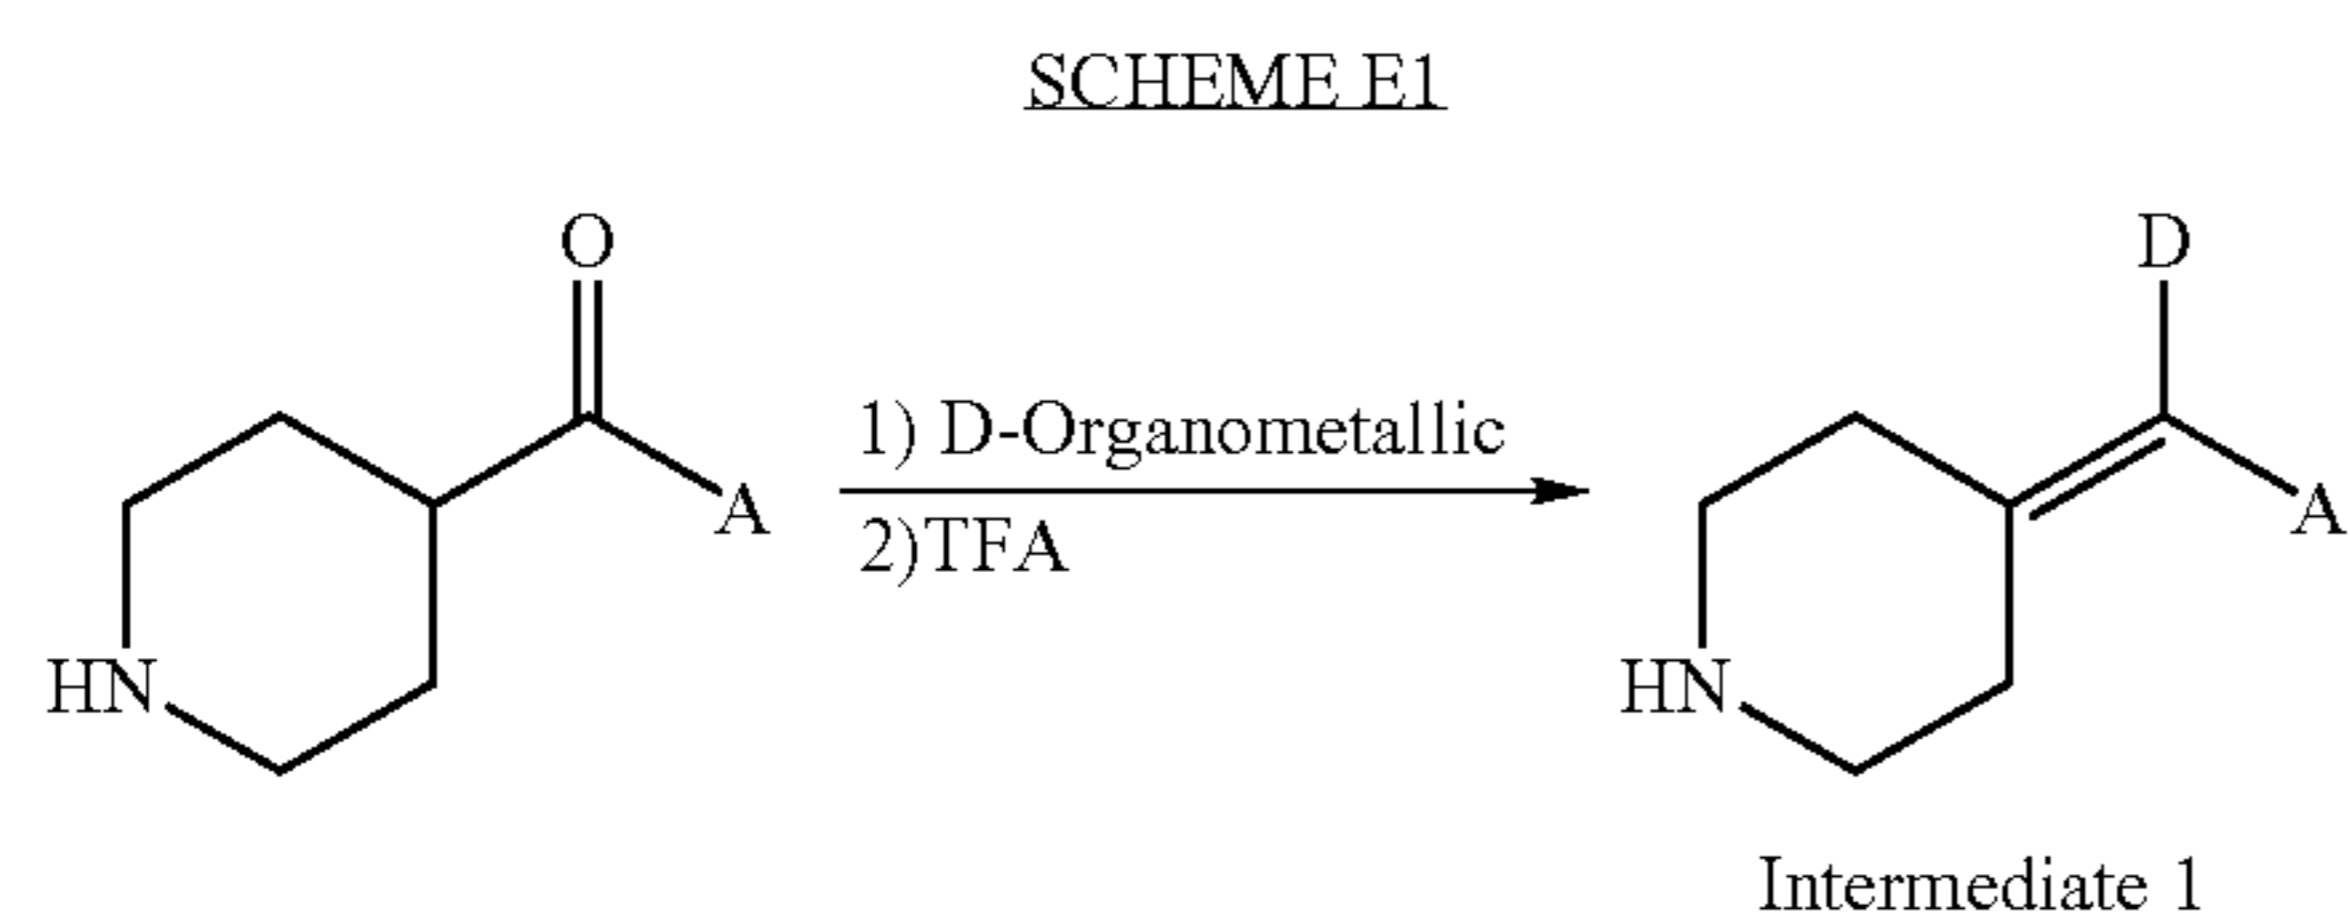 SCHEME E1
O
D
A
1) D-Organometallic
2)TFA
A
HN
HN
Intermediate 1